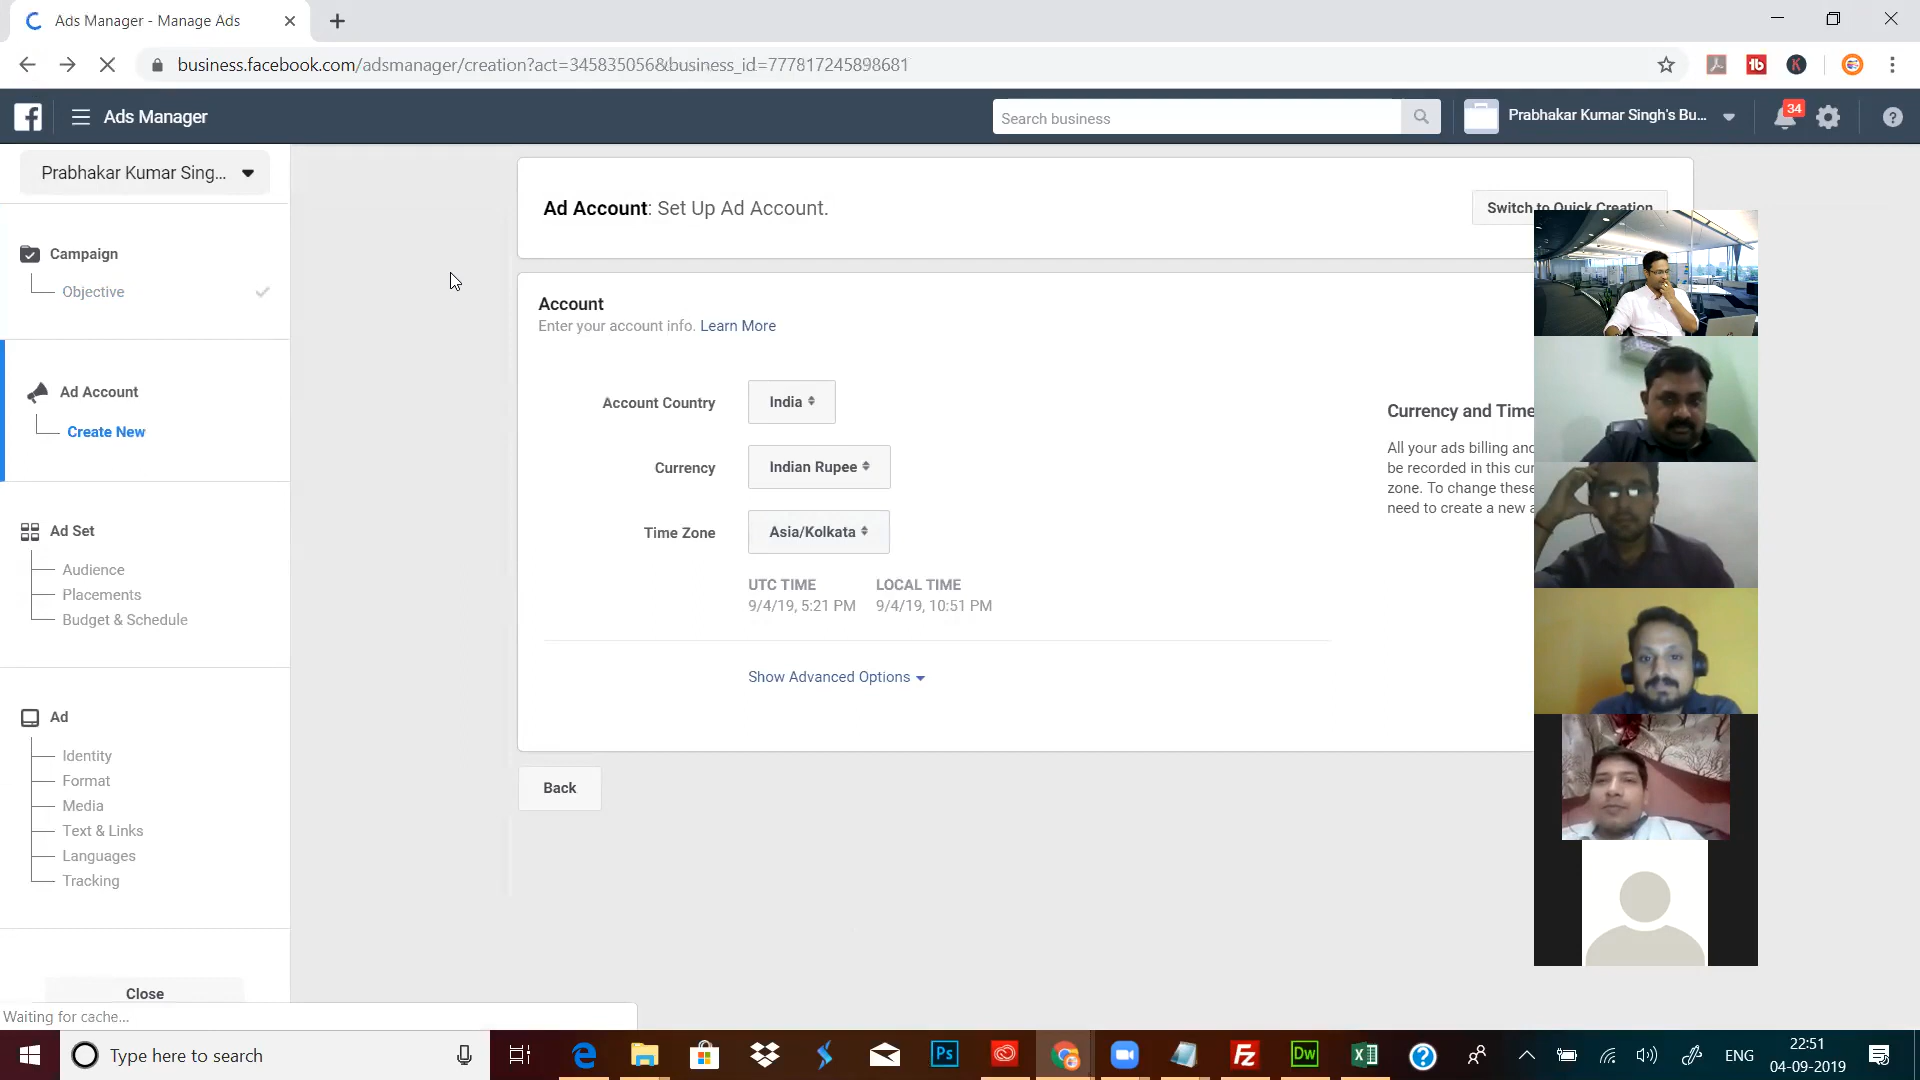 Ads Manager - Manage Ads
business.facebook.com/adsmanager/creation?act=345835056&business_id=777817245898681
Ads Manager
Search business
Prabhakar Kumar Singh's Bu...
34
Prabhakar Kumar Sing...
Ad Account: Set Up Ad Account.
Switch to Quick Creation
Campaign
Objective
Account
Enter your account info. Learn More
Ad Account
Create New
Account Country
India
Currency
Indian Rupee
Time Zone
Asia/Kolkata
UTC TIME
LOCAL TIME
9/4/19, 5:21 PM
9/4/19, 10:51 PM
Show Advanced Options
Currency and Time
All your ads billing and
be recorded in this cur
zone. To change these
need to create a new a
Back
Ad Set
Audience
Placements
Budget & Schedule
Ad
Identity
Format
Media
Text & Links
Languages
Tracking
Close
Waiting for cache...
Type here to search
Ps
Dw
ENG
22:51
04-09-2019